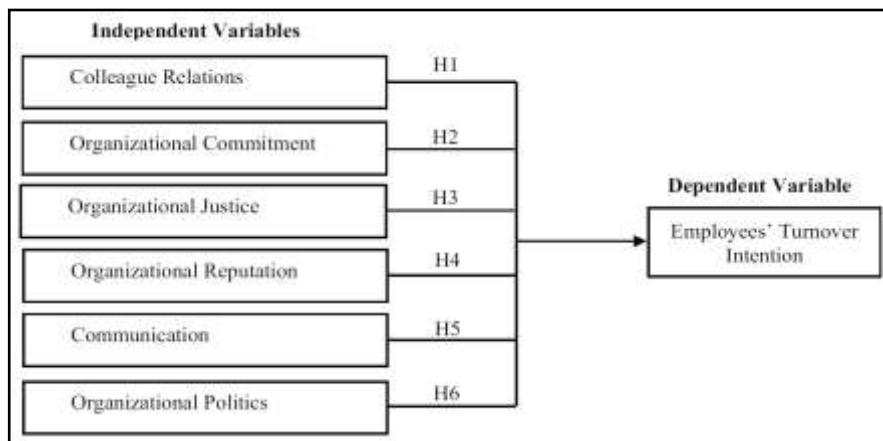 Independent Variables
Colleague Relations
H1
Organizational Commitment
H2
Organizational Justice
H3
Organizational Reputation
H4
Communication
H5
Organizational Politics
H6
Dependent Variable
Employees' Turnover
Intention